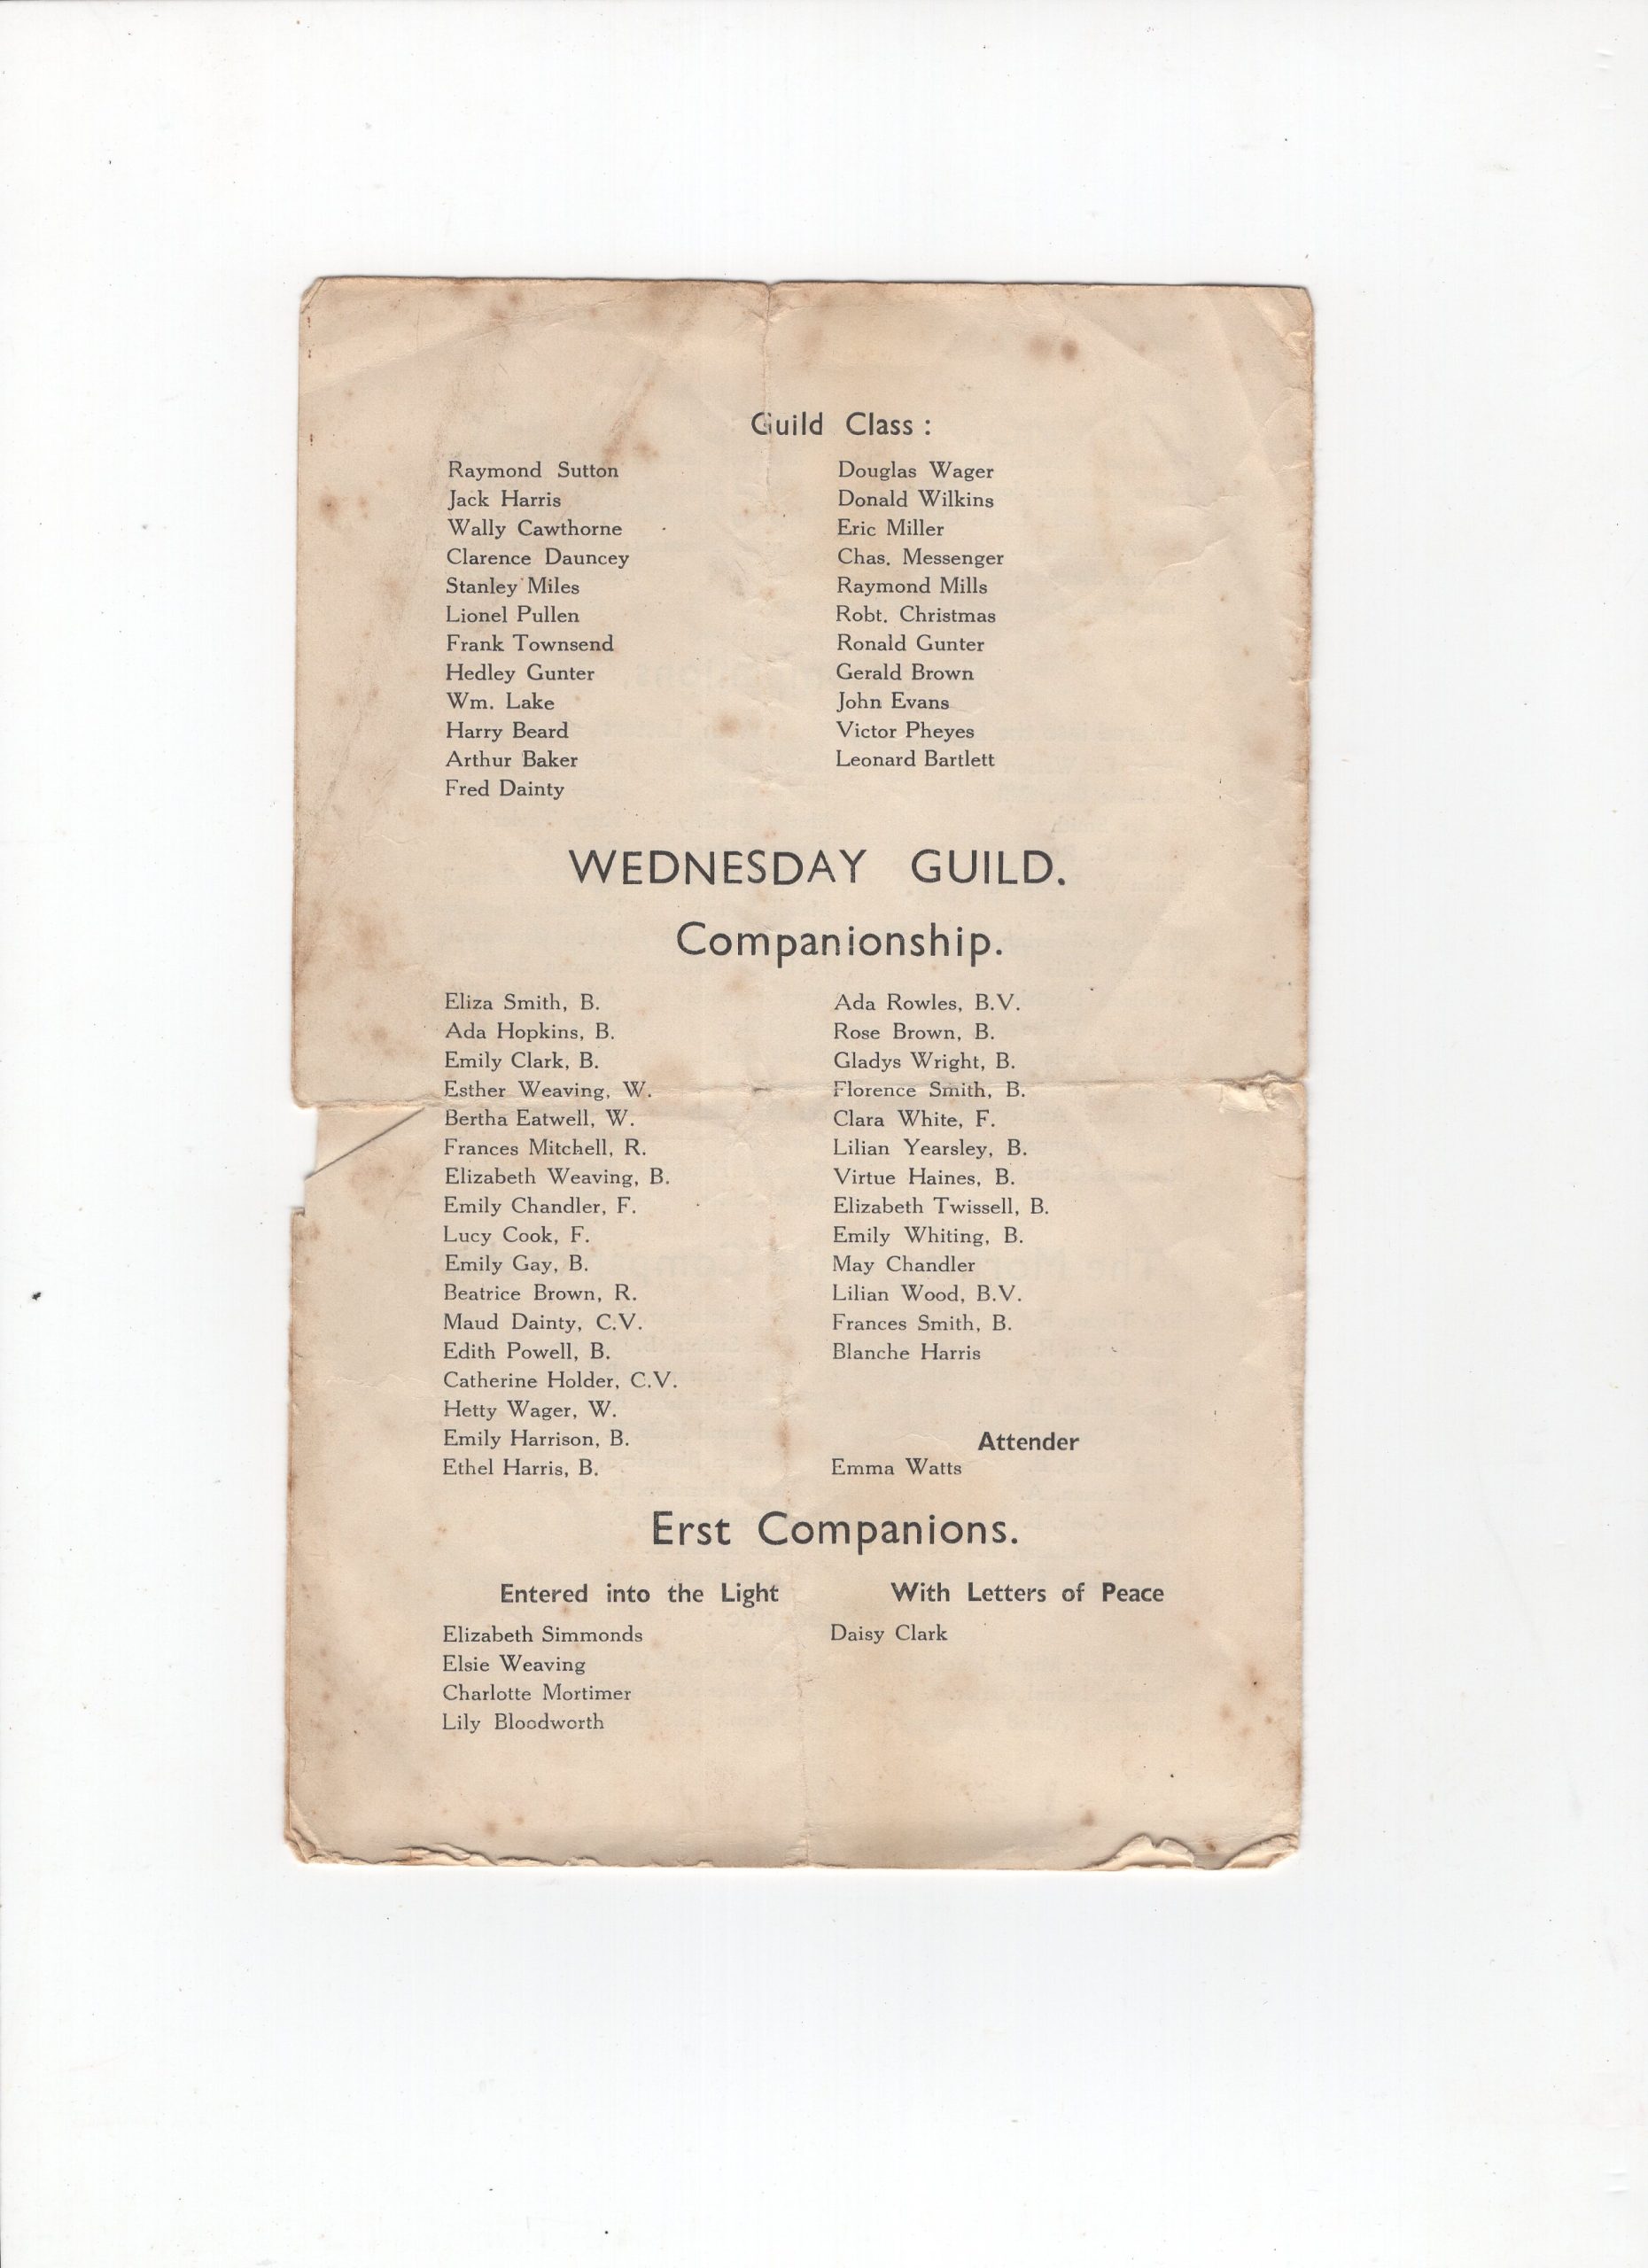 Guild Class :
Raymond Sutton
Jack Harris
Wally Cawthorne
Clarence Dauncey
Stanley Miles
Lionel Pullen
Frank Townsend
Hedley Gunter
Wm. Lake
Harry Beard
Arthur Baker
Fred Dainty
Douglas Wager
Donald Wilkins
Eric Miller
Chas. Messenger
Raymond Mills
Robt. Christmas
Ronald Gunter
Gerald Brown
John Evans
Victor Pheyes
Leonard Bartlett
WEDNESDAY GUILD.
Companionship.
Eliza Smith, B.
Ada Hopkins, B.
Emily Clark, B.
Esther Weaving, W.
Bertha Eatwell, W.
Frances Mitchell, R.
Elizabeth Weaving, B.
Emily Chandler, F.
Lucy Cook, F.
Emily Gay, B.
Beatrice Brown, R.
Maud Dainty, C.V.
Edith Powell, B.
Catherine Holder, C.V.
Hetty Wager, W.
Emily Harrison, B.
Ethel Harris, B.
Ada Rowles, B.V.
Rose Brown, B.
Gladys Wright, B.
Florence Smith, B.
Clara White, F.
Lilian Yearsley, B.
Virtue Haines, B.
Elizabeth Twissell, B.
Emily Whiting, B.
May Chandler
Lilian Wood, B.V.
Frances Smith, B.
Blanche Harris
Attender
Emma Watts
Erst Companions.
Entered into the Light
Elizabeth Simmonds
Elsie Weaving
Charlotte Mortimer
Lily Bloodworth
With Letters of Peace
Daisy Clark